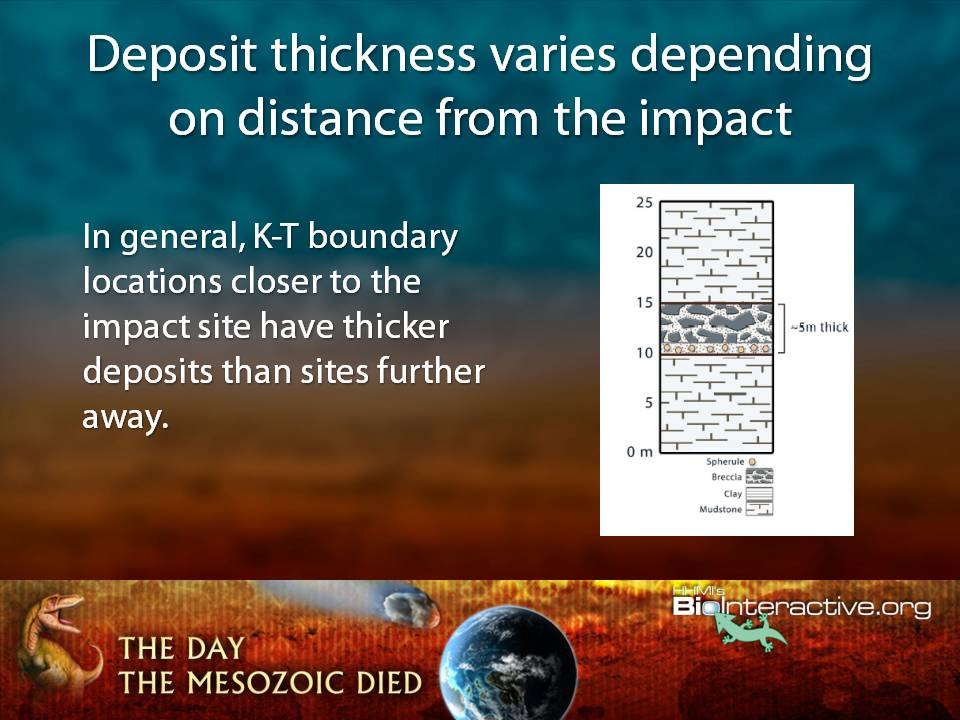 Deposit thickness varies depending
on distance from the impact
In general, K-T boundary
locations closer to the
impact site have thicker
deposits than sites further
away.
25
20
15
10
5
0 m
~5m thick
Spherule
Breccia
Clay
Mudstone
THE DAY
THE MESOZOIC DIED
HHMI's
BioInteractive.org